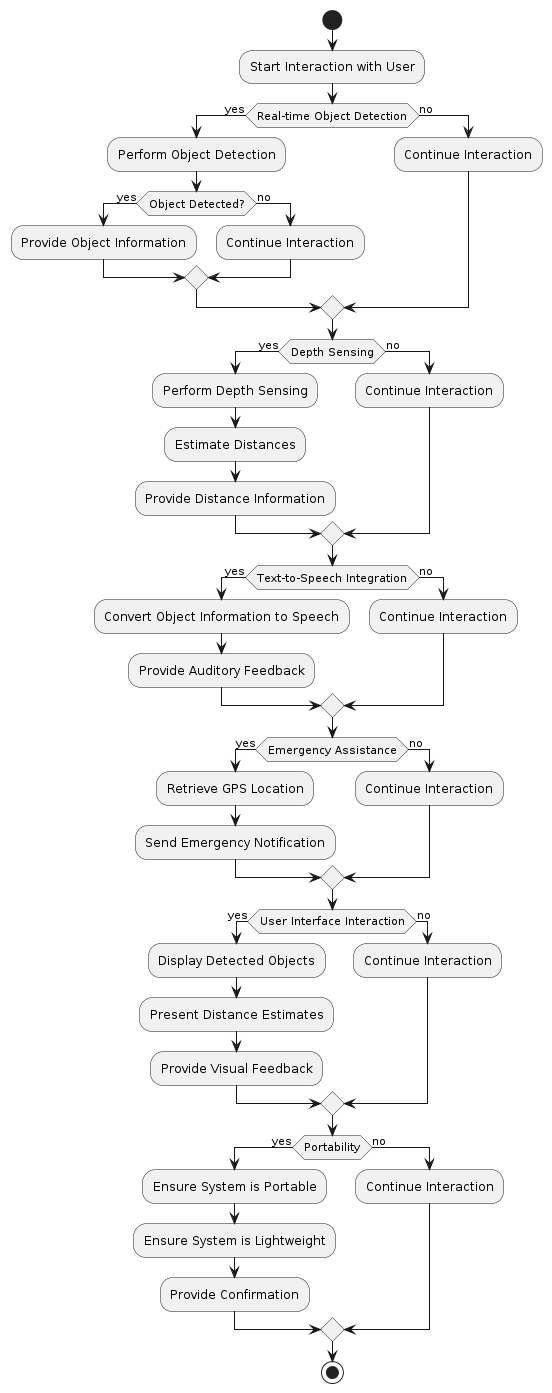 Start Interaction with User
yes
Real-time Object Detection
no
Perform Object Detection
Continue Interaction
yes
Object Detected?
no
Provide Object Information
Continue Interaction
yes
Depth Sensing
no
Perform Depth Sensing
Continue Interaction
Estimate Distances
Provide Distance Information
yes
Text-to-Speech Integration
no
Convert Object Information to Speech
Continue Interaction
Provide Auditory Feedback
yes
Emergency Assistance
no
Retrieve GPS Location
Continue Interaction
Send Emergency Notification
yes
User Interface Interaction
no
Display Detected Objects
Continue Interaction
Present Distance Estimates
Provide Visual Feedback
yes
Portability
no
Ensure System is Portable
Continue Interaction
Ensure System is Lightweight
Provide Confirmation